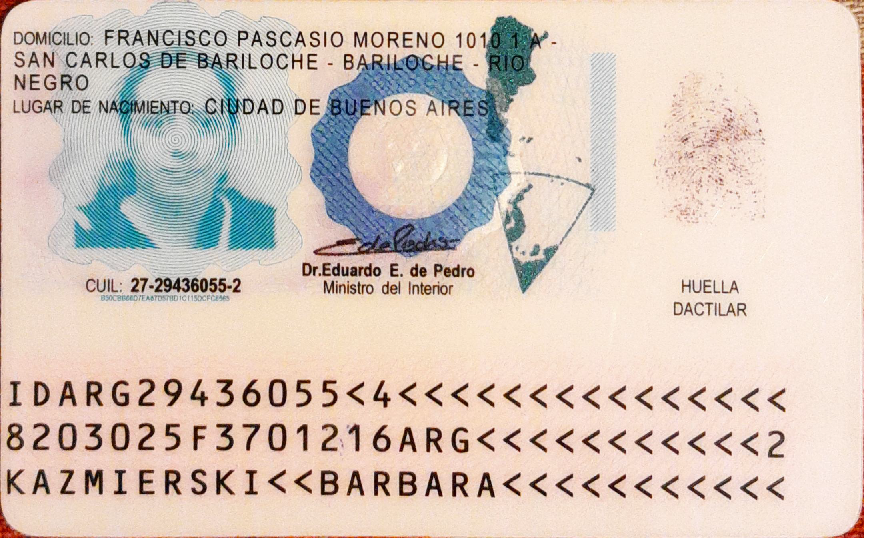 DOMICILIO: FRANCISCO PASCASIO MORENO 1010 1 A -
SAN CARLOS DE BARILOCHE - BARILOCHE - RIO
NEGRO
LUGAR DE NACIMIENTO: CIUDAD DE BUENOS AIRES
CUIL: 27-29436055-2
Dr.Eduardo E. de Pedro
Ministro del Interior
HUELLA
DACTILAR
IDARG29436055<4<<<<<<<<<<<<<<<
8203025F3701216ARG<<<<<<<<<<<2
KAZMIERSKI<<BARBARA<<<<<<<<<<<